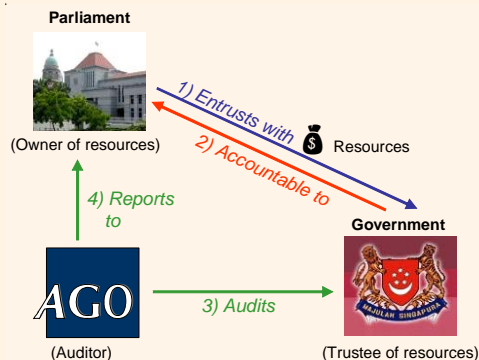 .
Parliament
(Owner of resources)
1) Entrusts with
$
Resources
2) Accountable to
4) Reports
to
Government
MAJULAH SINGAPURA
AGO
3) Audits
(Auditor)
(Trustee of resources)